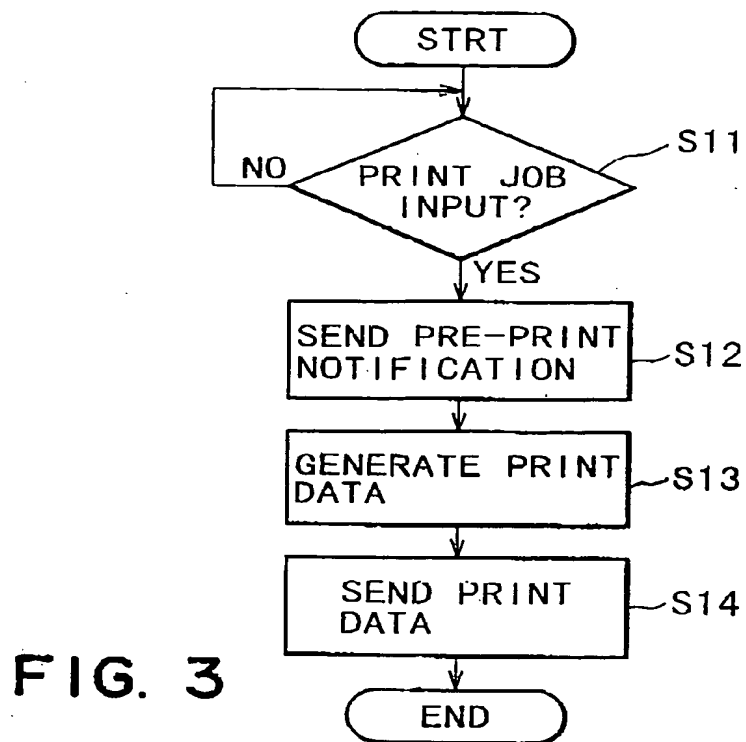 STRT
S11
NO
PRINT JOB
INPUT?
YES
SEND PRE-PRINT
NOTIFICATION
S12
GENERATE PRINT
DATA
S13
SEND PRINT
DATA
S14
END
FIG. 3